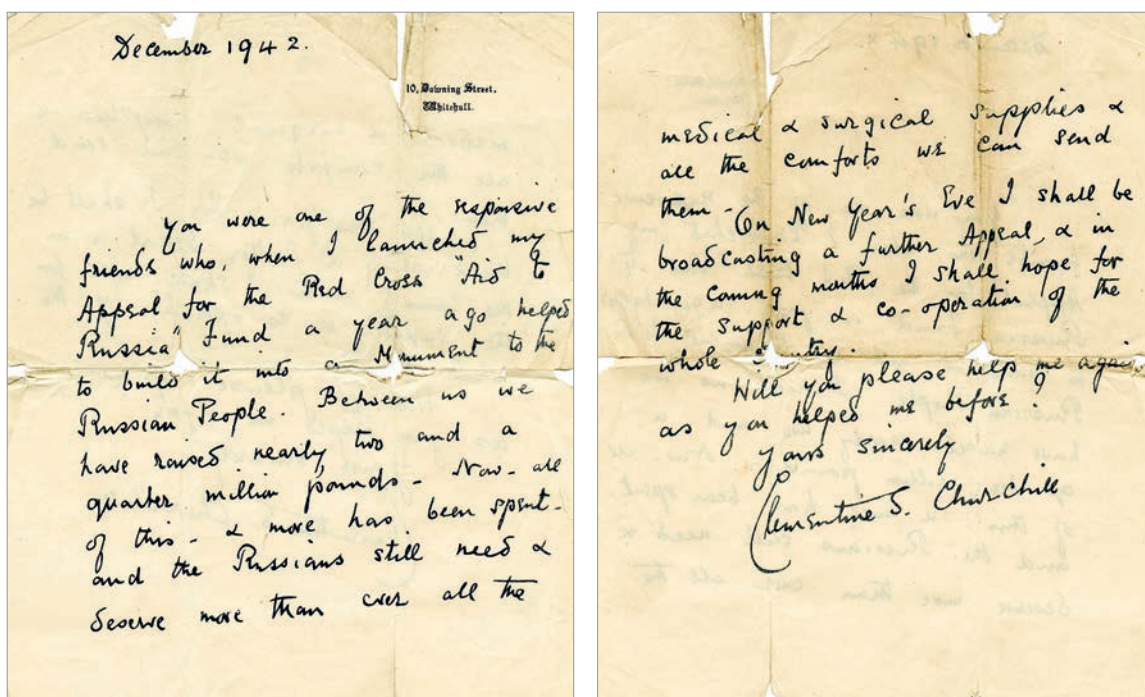 December 1942.
10, Downing Street,
Whitehall.
You were one of the responsive
friends who, when I launched my
Appeal for the Red Cross "Aid to
Russia" Fund a year ago helped
to build it into a Monument to the
Russian People. Between us we
have raised nearly two and a
quarter million pounds - Now - all
of this - & more has been spent -
and the Russians still need &
deserve more than ever all the
medical & surgical supplies &
all the comforts we can send
them - On New Year's Eve I shall be
broadcasting a further Appeal, & in
the coming months I shall hope for
the support & co-operation of the
whole country.
Will you please help me again,
as you helped me before?
yours sincerely
Clementine S. Churchill